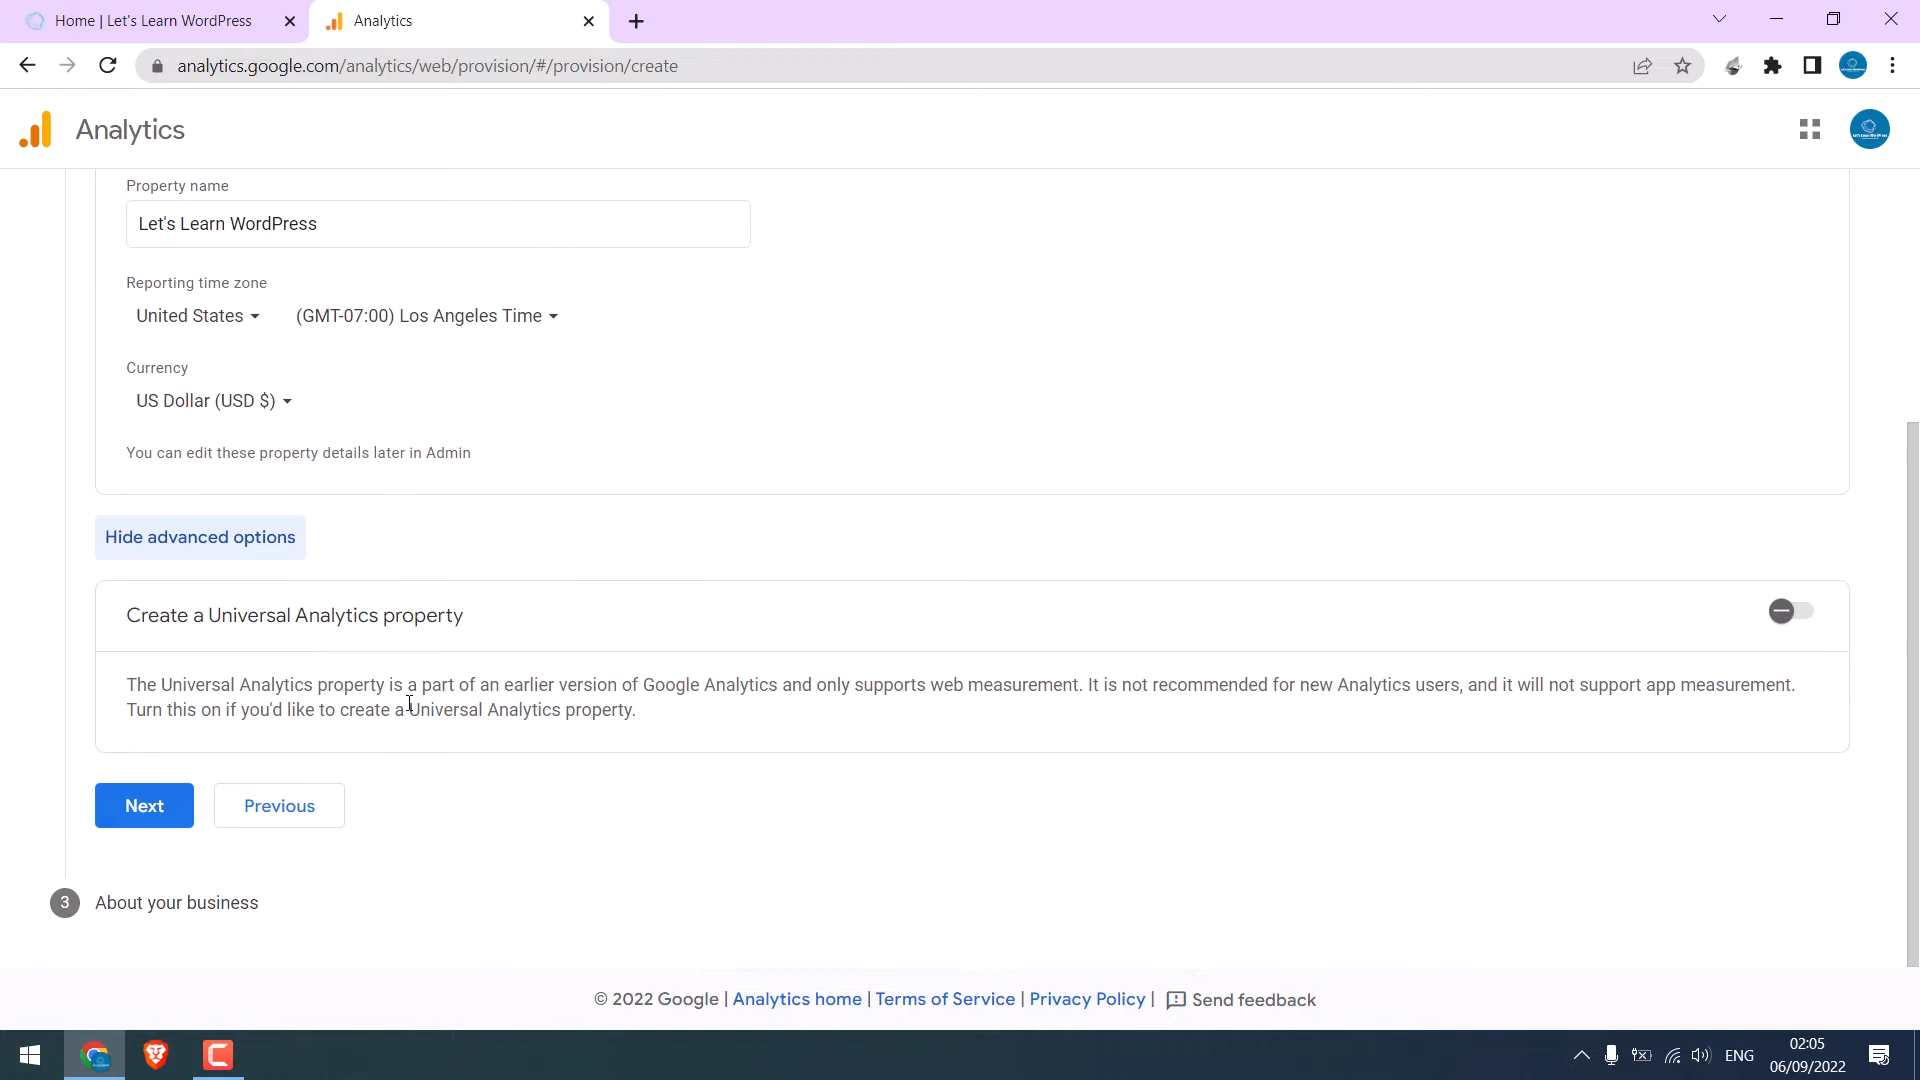 Home | Let's Learn WordPress
Analytics
analytics.google.com/analytics/web/provision/#/provision/create
Analytics
Property name
Let's Learn WordPress
Reporting time zone
United States (GMT-07:00) Los Angeles Time
Currency
US Dollar (USD $)
You can edit these property details later in Admin
Hide advanced options
Create a Universal Analytics property
The Universal Analytics property is a part of an earlier version of Google Analytics and only supports web measurement. It is not recommended for new Analytics users, and it will not support app measurement.
Turn this on if you'd like to create a Universal Analytics property.
Next Previous
3 About your business
© 2022 Google | Analytics home | Terms of Service | Privacy Policy | Send feedback
ENG
02:05
06/09/2022